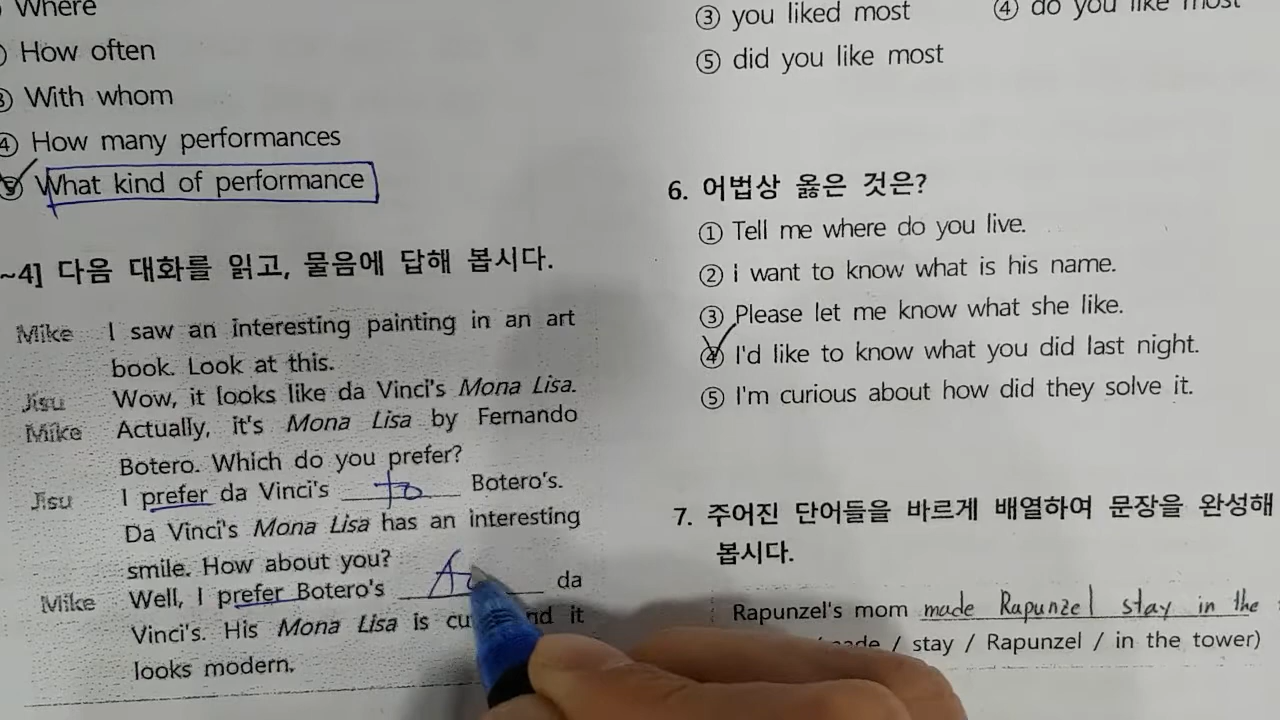 Where
How often
With whom
④ How many performances
⑤ What kind of performance
~4] 다음 대화를 읽고, 물음에 답해 봅시다.
Mike I saw an interesting painting in an art
book. Look at this.
Jisu Wow, it looks like da Vinci's Mona Lisa.
Mike Actually, it's Mona Lisa by Fernando
Botero. Which do you prefer?
Jisu I prefer da Vinci's to Botero's.
Da Vinci's Mona Lisa has an interesting
smile. How about you?
Mike Well, I prefer Botero's to da
Vinci's. His Mona Lisa is it
looks modern.
③ you liked most
④ do you like most
⑤ did you like most
6. 어법상 옳은 것은?
① Tell me where do you live.
② I want to know what is his name.
③ Please let me know what she like.
④ I'd like to know what you did last night.
⑤ I'm curious about how did they solve it.
7. 주어진 단어들을 바르게 배열하여 문장을 완성해
봅시다.
Rapunzel's mom made Rapunzel stay in the
/ stay / Rapunzel / in the tower)